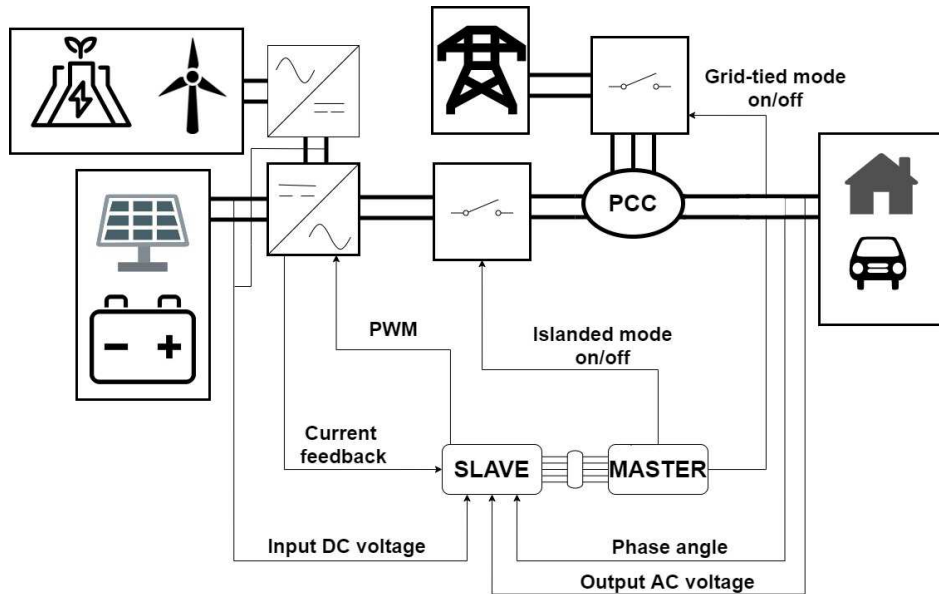 Grid-tied mode
on/off
PCC
PWM
Islanded mode
on/off
Current
feedback
SLAVE
MASTER
Input DC voltage
Phase angle
Output AC voltage